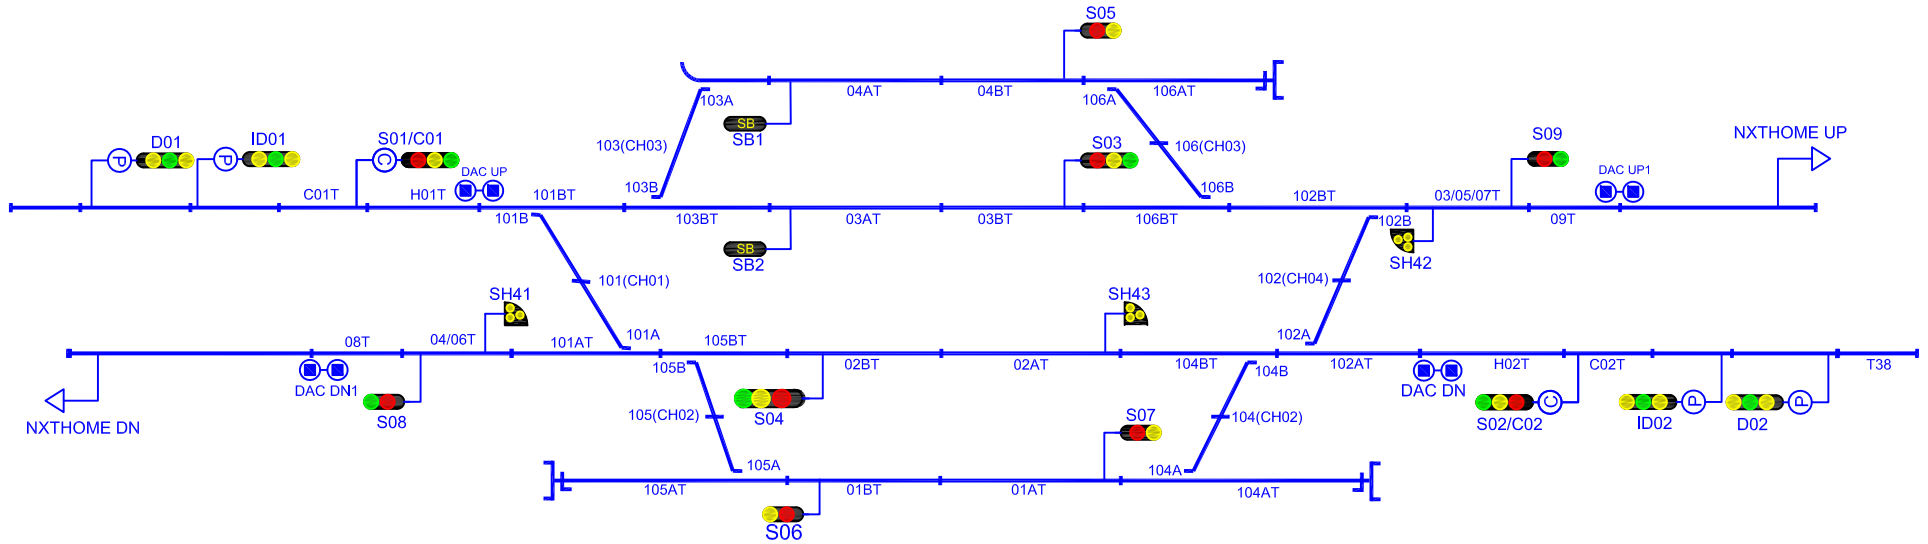 S05
04AT
04BT
106AT
103A
106A
SB
SB1
103(CH03)
106(CH03)
D01
ID01
S01/C01
S03
S09
NXTHOME UP
P
P
C
DAC UP
DAC UP1
C01T
H01T
101BT
103B
106B
102BT
03/05/07T
101B
103BT
03AT
03BT
106BT
102B
09T
SB
SB2
SH42
101(CH01)
102(CH04)
SH41
SH43
08T
04/06T
101AT
101A
105BT
102A
DAC DN1
105B
02BT
02AT
104BT
104B
102AT
DAC DN
H02T
C02T
T38
NXTHOME DN
S08
105(CH02)
S04
S07
104(CH02)
C
S02/C02
P
ID02
P
D02
105A
104A
105AT
01BT
01AT
104AT
S06